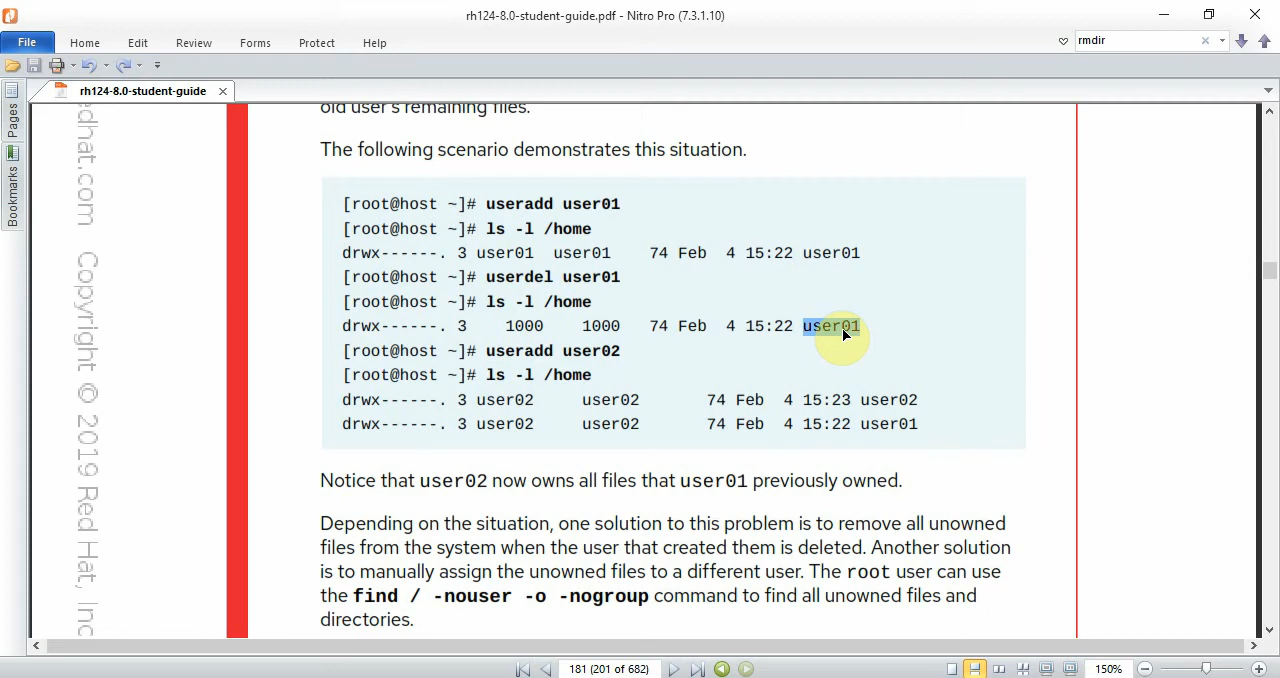 rh124-8.0-student-guide.pdf - Nitro Pro (7.3.1.10)
File Home Edit Review Forms Protect Help
rmdir
rh124-8.0-student-guide
Pages
Bookmarks
edhat.com Copyright © 2019 Red Hat, Inc
old user's remaining files.
The following scenario demonstrates this situation.
[root@host ~]# useradd user01
[root@host ~]# ls -l /home
drwx------. 3 user01 user01 74 Feb 4 15:22 user01
[root@host ~]# userdel user01
[root@host ~]# ls -l /home
drwx------. 3 1000 1000 74 Feb 4 15:22 user01
[root@host ~]# useradd user02
[root@host ~]# ls -l /home
drwx------. 3 user02 user02 74 Feb 4 15:23 user02
drwx------. 3 user02 user02 74 Feb 4 15:22 user01
Notice that user02 now owns all files that user01 previously owned.
Depending on the situation, one solution to this problem is to remove all unowned
files from the system when the user that created them is deleted. Another solution
is to manually assign the unowned files to a different user. The root user can use
the find / -nouser -o -nogroup command to find all unowned files and
directories.
181 (201 of 682)
150%